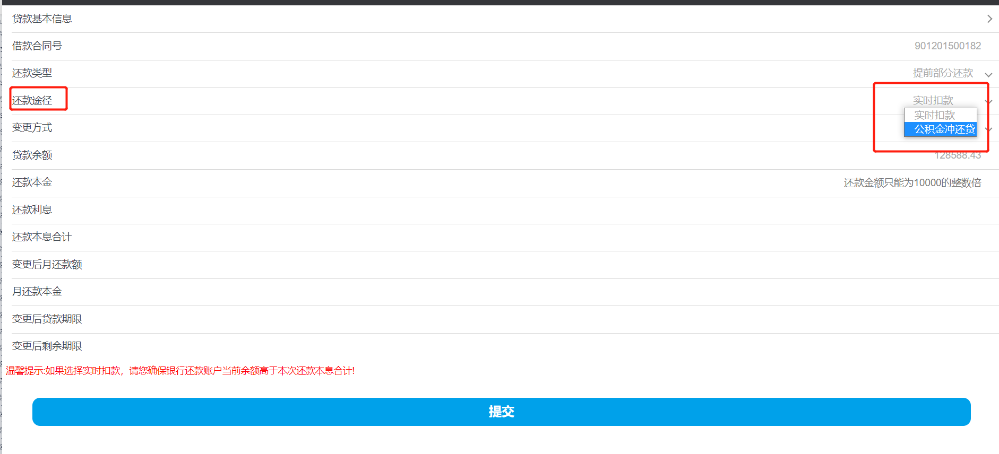 贷款基本信息
借款合同号 901201500182
还款类型 提前部分还款
还款途径 实时扣款
实时扣款
变更方式 公积金冲还贷
贷款余额 128588.43
还款本金 还款金额只能为10000的整数倍
还款利息
还款本息合计
变更后月还款额
月还款本金
变更后贷款期限
变更后剩余期限
温馨提示:如果选择实时扣款，请您确保银行还款账户当前余额高于本次还款本息合计!
提交